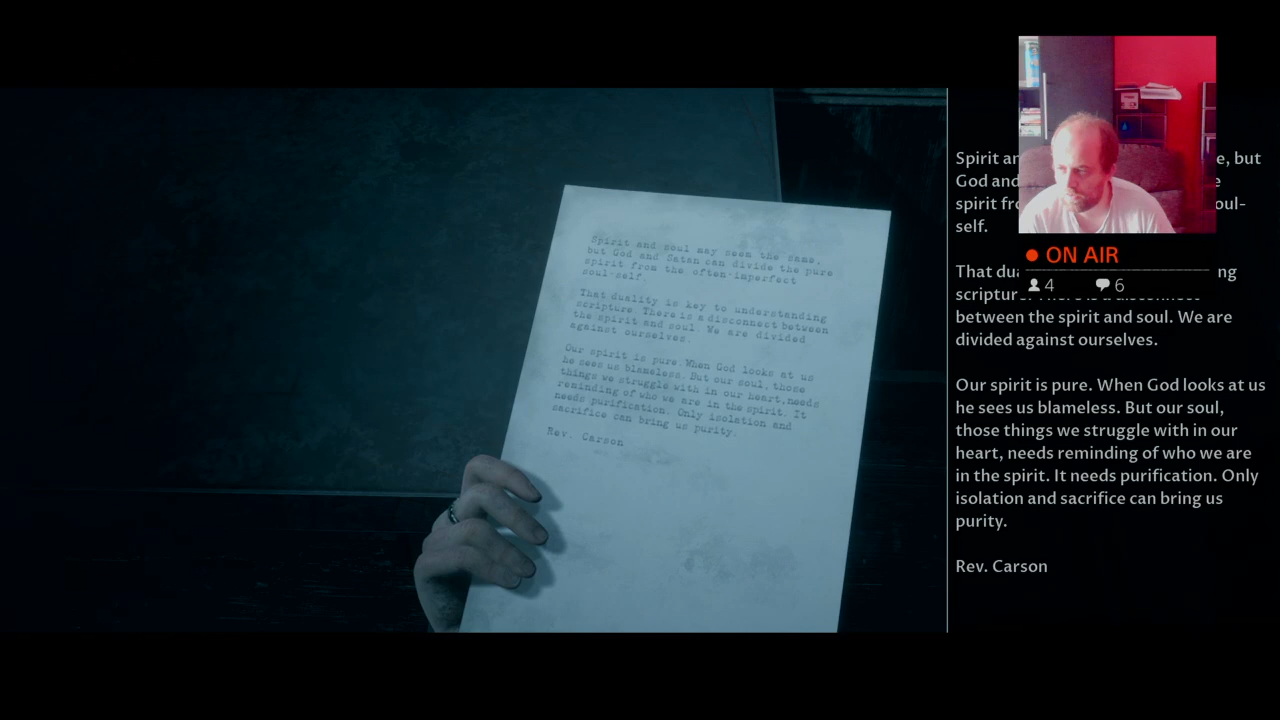 Spirit and soul may seem the same,
but God and Satan can divide the pure
spirit from the often-imperfect
soul-self.
That duality is key to understanding
scripture. There is a disconnect between
the spirit and soul. We are divided
against ourselves.
Our spirit is pure. When God looks at us
he sees us blameless. But our soul, those
things we struggle with in our heart, needs
reminding of who we are in the spirit. It
needs purification. Only isolation and
sacrifice can bring us purity.
Rev. Carson
Spirit e, but
God and
spirit oul-
self.
That ng
between the spirit and soul. We are
divided against ourselves.
Our spirit is pure. When God looks at us
he sees us blameless. But our soul,
those things we struggle with in our
heart, needs reminding of who we are
in the spirit. It needs purification. Only
isolation and sacrifice can bring us
purity.
Rev. Carson
ON AIR
4 6